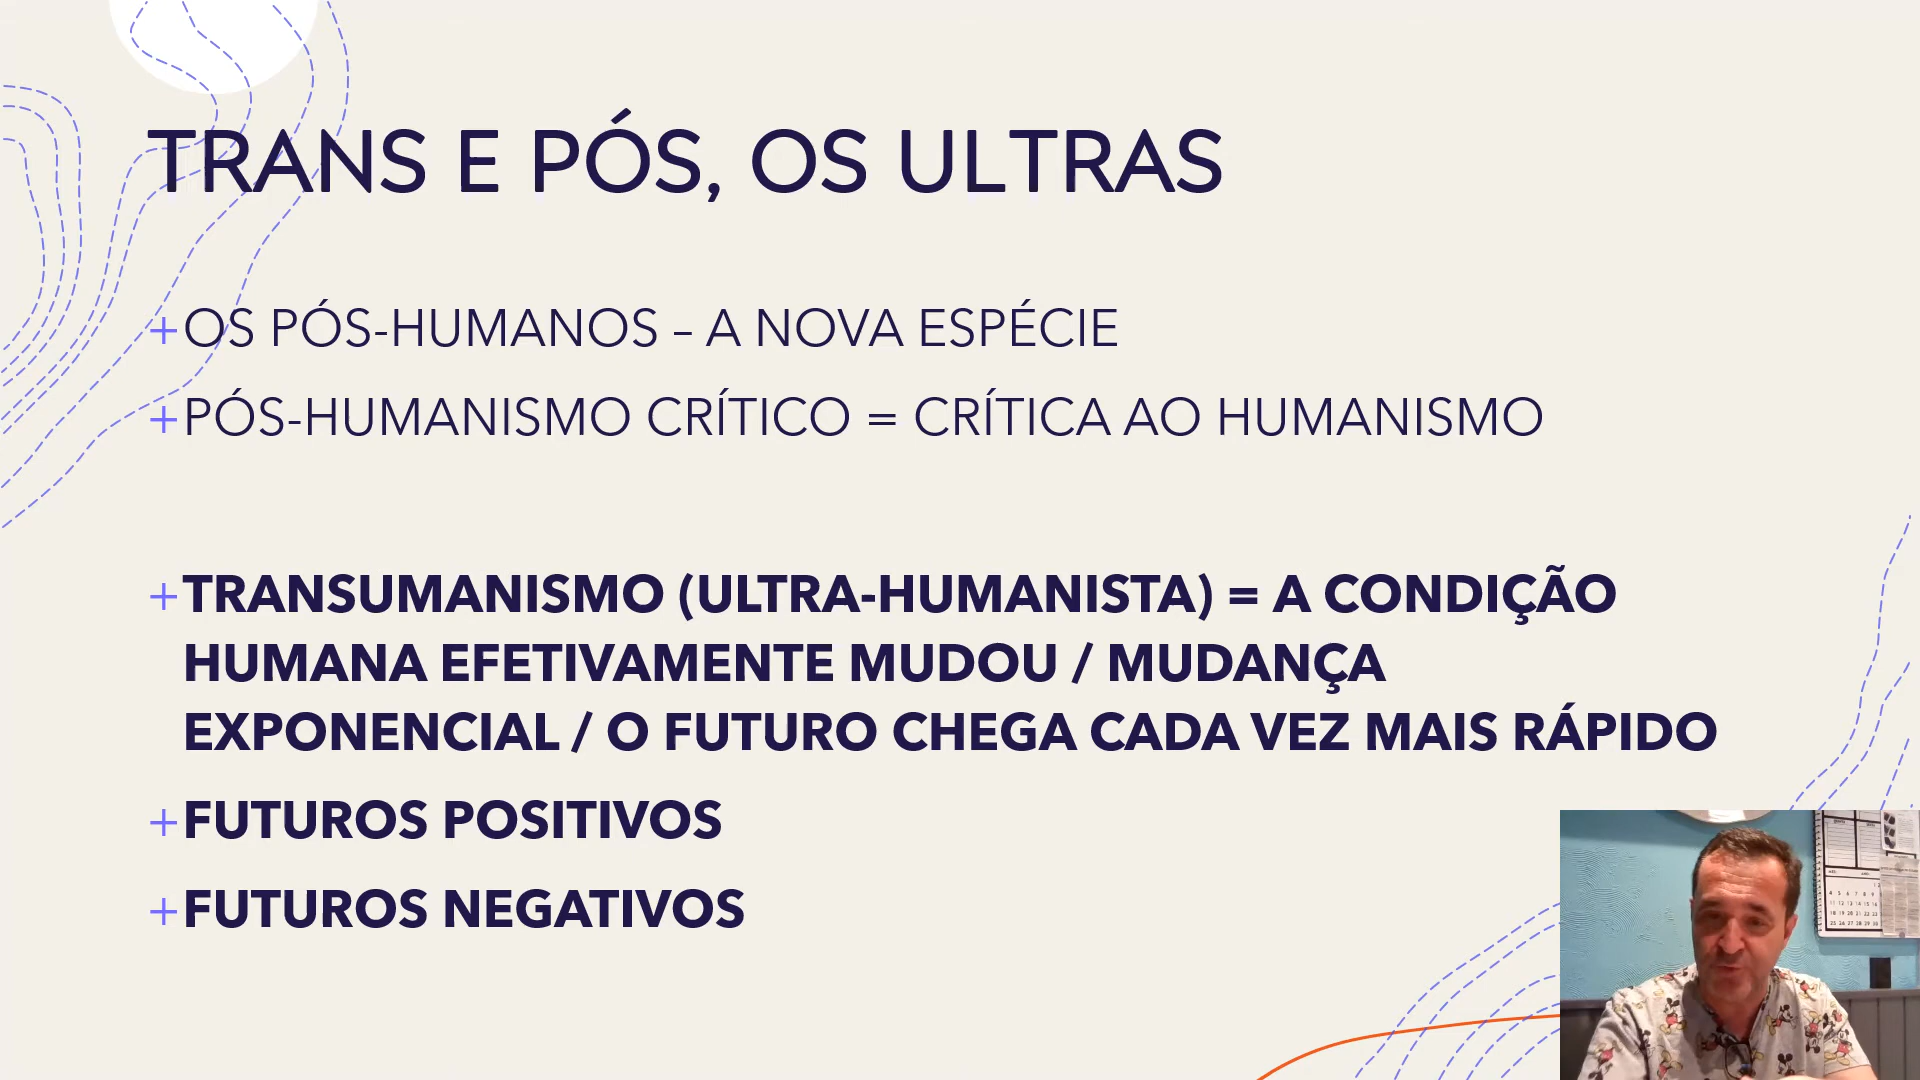 TRANS E PÓS, OS ULTRAS
+OS PÓS-HUMANOS – A NOVA ESPÉCIE
+PÓS-HUMANISMO CRÍTICO = CRÍTICA AO HUMANISMO
+TRANSUMANISMO (ULTRA-HUMANISTA) = A CONDIÇÃO
HUMANA EFETIVAMENTE MUDOU / MUDANÇA
EXPONENCIAL / O FUTURO CHEGA CADA VEZ MAIS RÁPIDO
+FUTUROS POSITIVOS
+FUTUROS NEGATIVOS